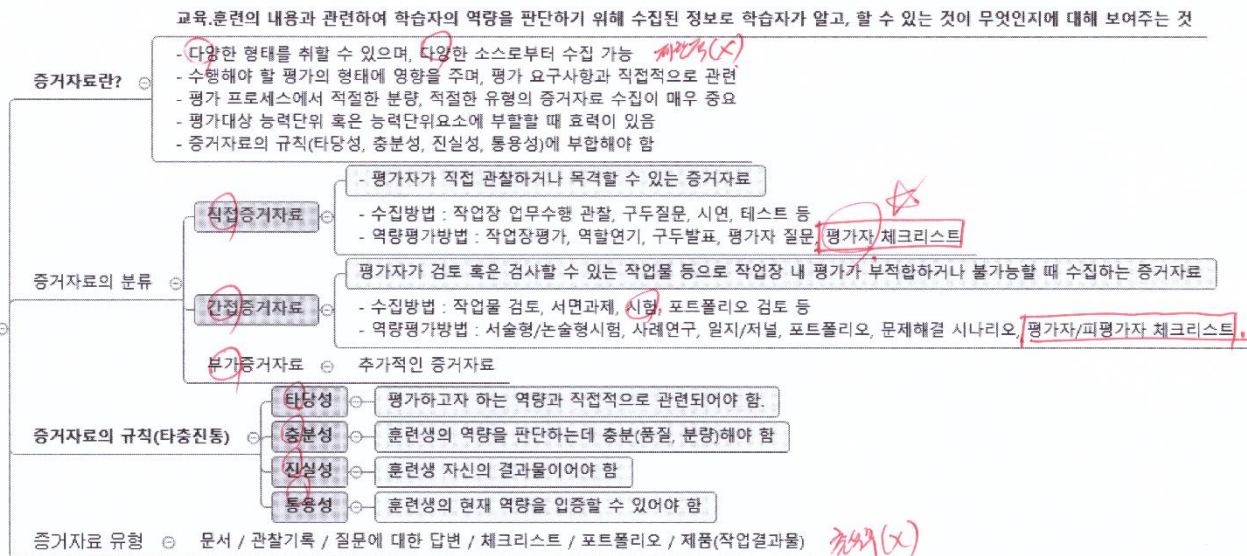 교육.훈련의 내용과 관련하여 학습자의 역량을 판단하기 위해 수집된 정보로 학습자가 알고, 할 수 있는 것이 무엇인지에 대해 보여주는 것
증거자료란?
- 다양한 형태를 취할 수 있으며, 다양한 소스로부터 수집 가능 (X)
- 수행해야 할 평가의 형태에 영향을 주며, 평가 요구사항과 직접적으로 관련
- 평가 프로세스에서 적절한 분량, 적절한 유형의 증거자료 수집이 매우 중요
- 평가대상 능력단위 혹은 능력단위요소에 부할할 때 효력이 있음
- 증거자료의 규칙(타당성, 충분성, 진실성, 통용성)에 부합해야 함
증거자료의 분류
직접증거자료
- 평가자가 직접 관찰하거나 목격할 수 있는 증거자료
- 수집방법 : 작업장 업무수행 관찰, 구두질문, 시연, 테스트 등
- 역량평가방법 : 작업장평가, 역할연기, 구두발표, 평가자 질문, 평가자 체크리스트
간접증거자료
평가자가 검토 혹은 검사할 수 있는 작업물 등으로 작업장 내 평가가 부적합하거나 불가능할 때 수집하는 증거자료
- 수집방법 : 작업물 검토, 서면과제, 시험, 포트폴리오 검토 등
- 역량평가방법 : 서술형/논술형시험, 사례연구, 일지/저널, 포트폴리오, 문제해결 시나리오, 평가자/피평가자 체크리스트
부가증거자료
추가적인 증거자료
증거자료의 규칙(타충진통)
타당성
평가하고자 하는 역량과 직접적으로 관련되어야 함.
충분성
훈련생의 역량을 판단하는데 충분(품질, 분량)해야 함
진실성
훈련생 자신의 결과물이어야 함
통용성
훈련생의 현재 역량을 입증할 수 있어야 함
증거자료 유형
문서 / 관찰기록 / 질문에 대한 답변 / 체크리스트 / 포트폴리오 / 제품(작업결과물) (X)